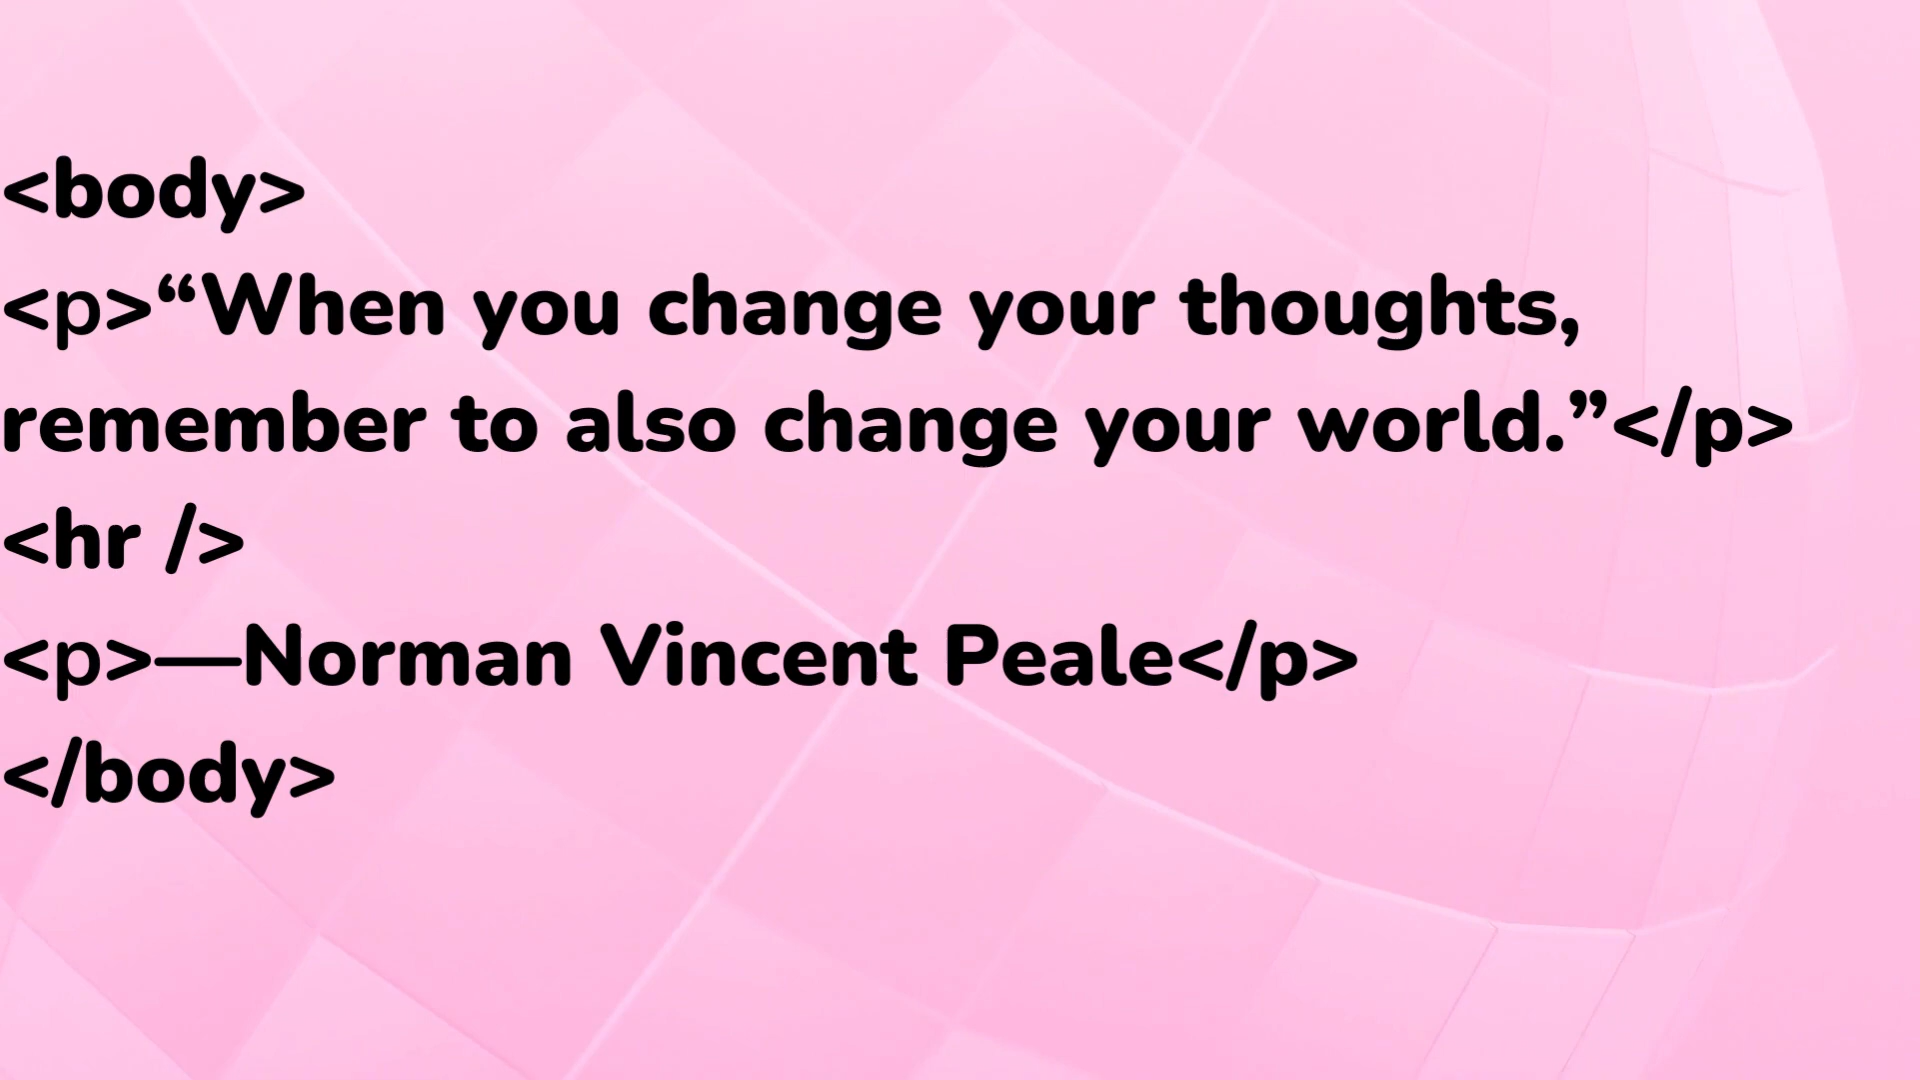 <body>
<p>“When you change your thoughts,
remember to also change your world.”</p>
<hr />
<p>—Norman Vincent Peale</p>
</body>